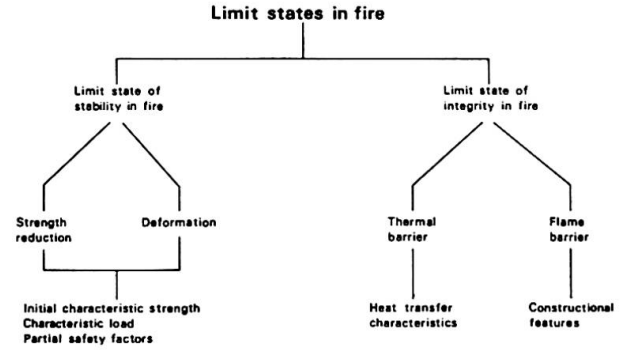 Limit states in fire
Limit state of
stability in fire
Limit state of
integrity in fire
Strength
reduction
Deformation
Thermal
barrier
Flame
barrier
Initial characteristic strength
Characteristic load
Partial safety factors
Heat transfer
characteristics
Constructional
features